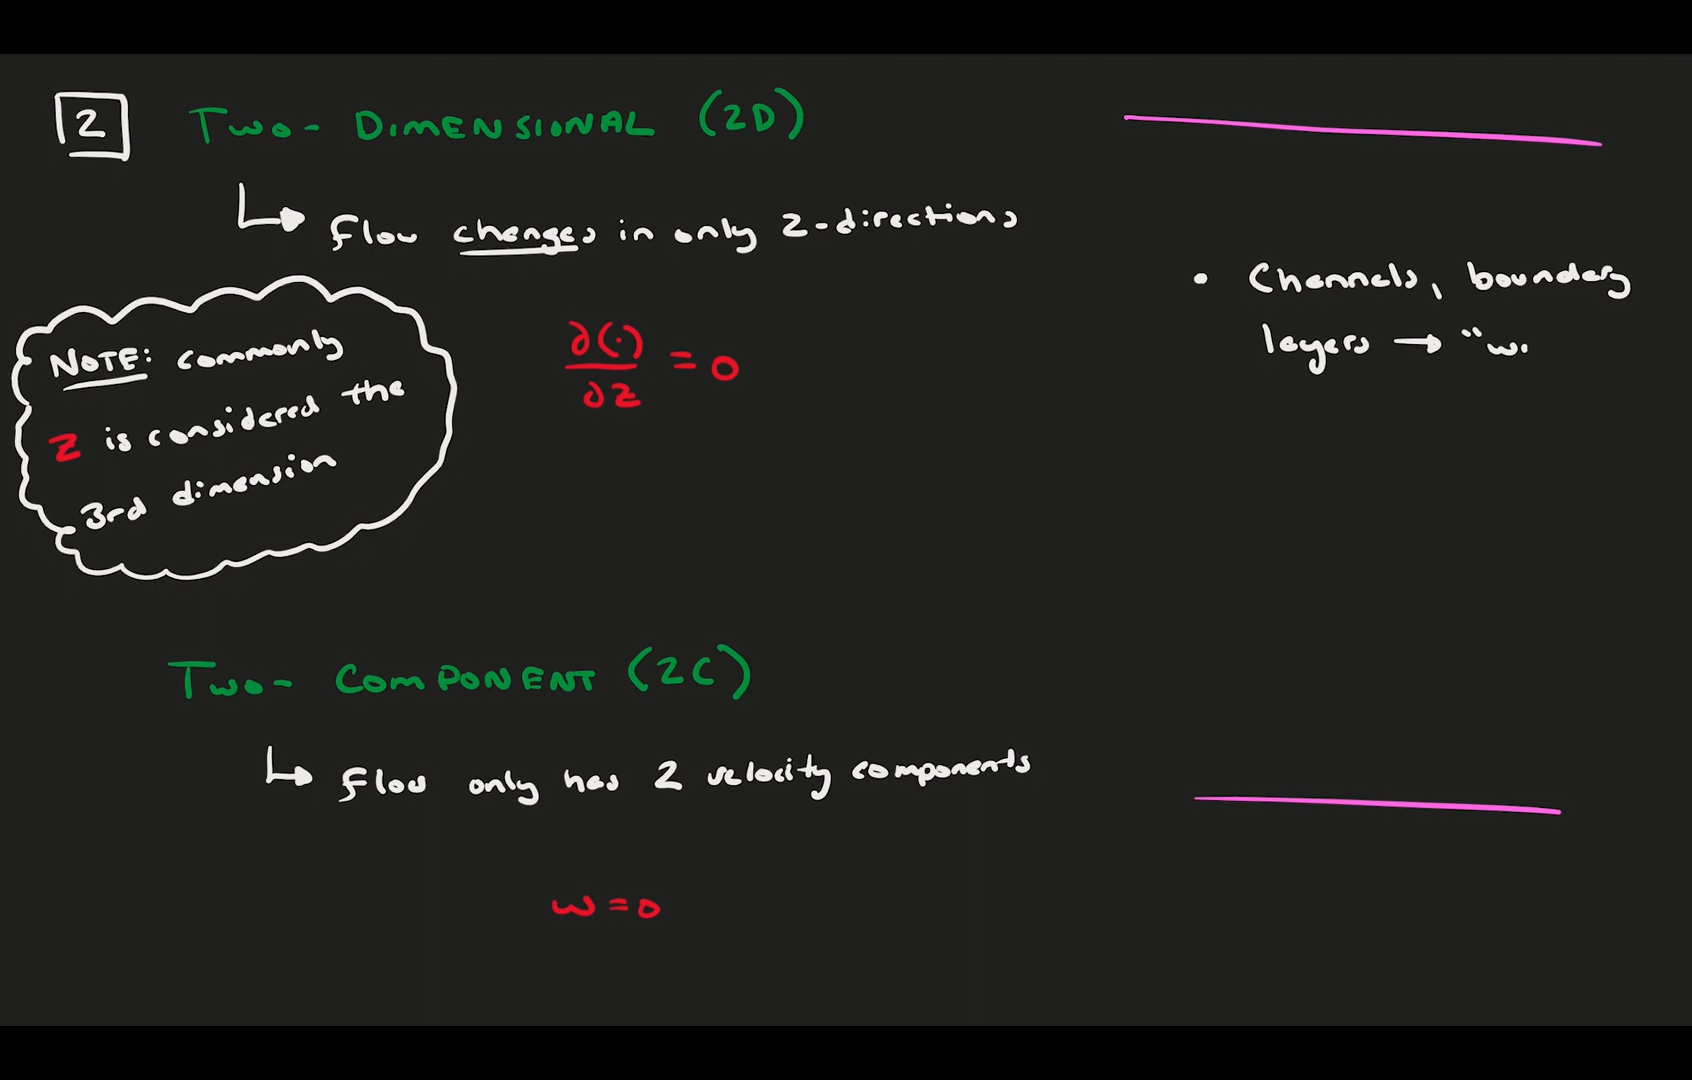 2 Two-Dimensional (2D)
flow changes in only 2-directions
NOTE: commonly
z is considered the
3rd dimension
∂(·)/∂z = 0
• Channels, boundary
layers → "w
Two-Component (2C)
flow only has 2 velocity components
w = 0